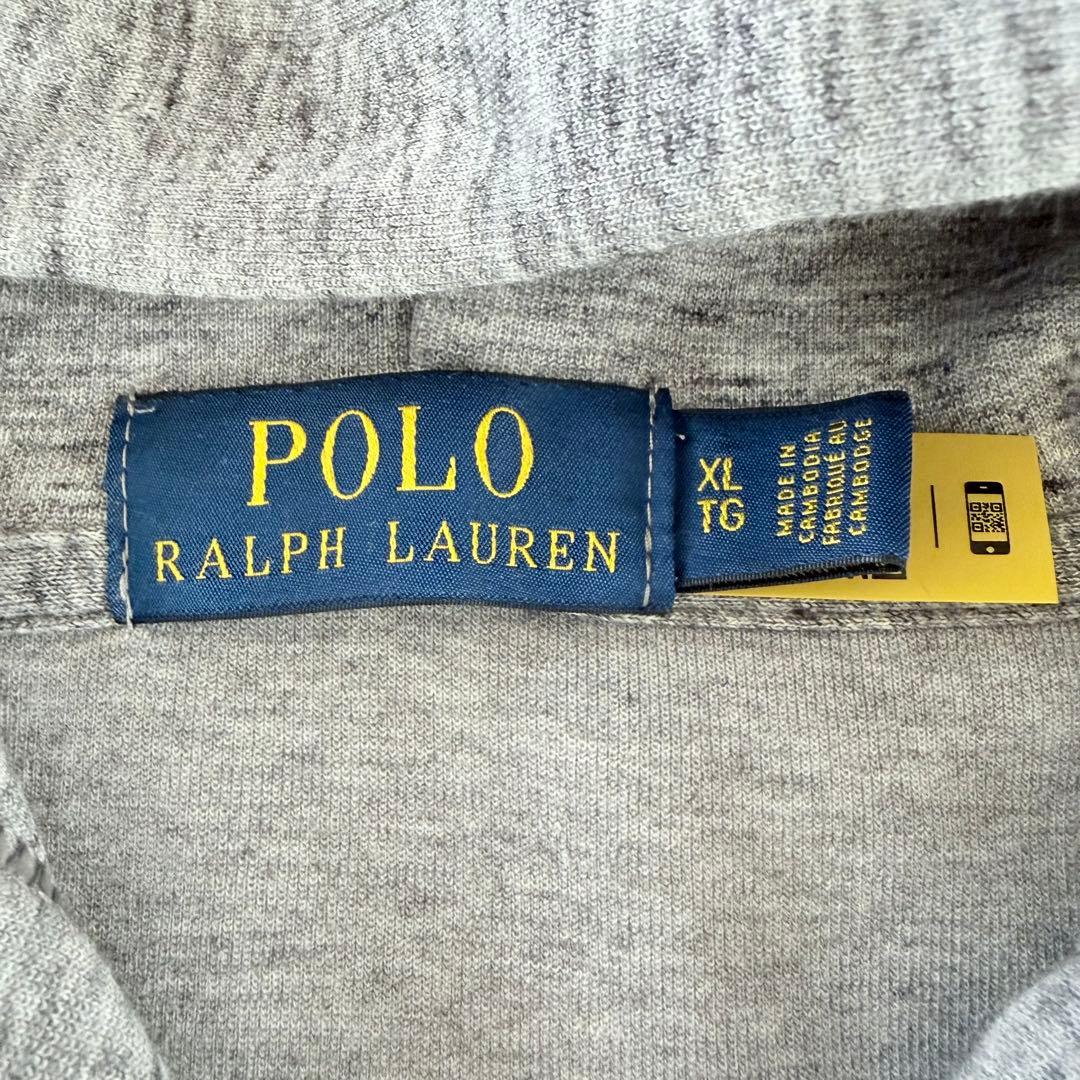 POLO
RALPH LAUREN
XL
TG
MADE IN
CAMBODIA
FABRIQUÉ AU
CAMBODGE